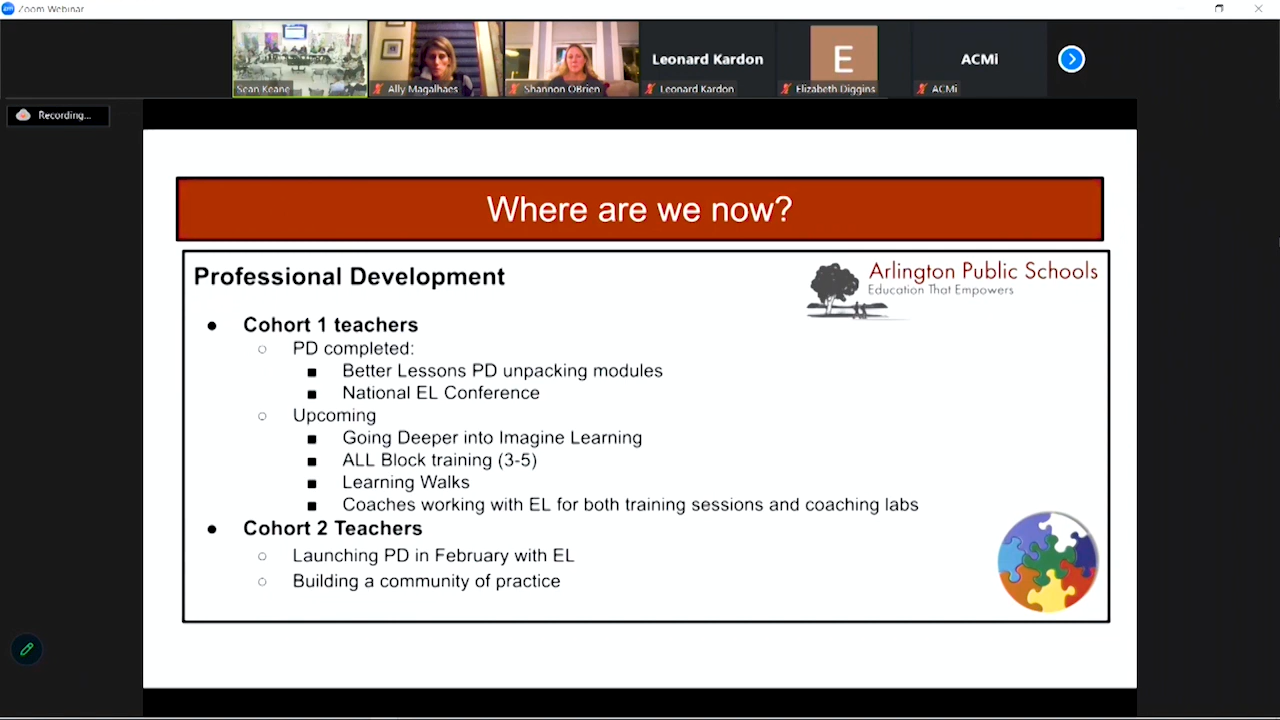 Zoom Webinar
Leonard Kardon
E
ACMi
Sean Keane
Ally Magalhaes
Shannon OBrien
Leonard Kardon
Elizabeth Diggins
ACMi
Recording...
Where are we now?
Professional Development
Arlington Public Schools
Education That Empowers
● Cohort 1 teachers
○ PD completed:
■ Better Lessons PD unpacking modules
■ National EL Conference
○ Upcoming
■ Going Deeper into Imagine Learning
■ ALL Block training (3-5)
■ Learning Walks
■ Coaches working with EL for both training sessions and coaching labs
● Cohort 2 Teachers
○ Launching PD in February with EL
○ Building a community of practice